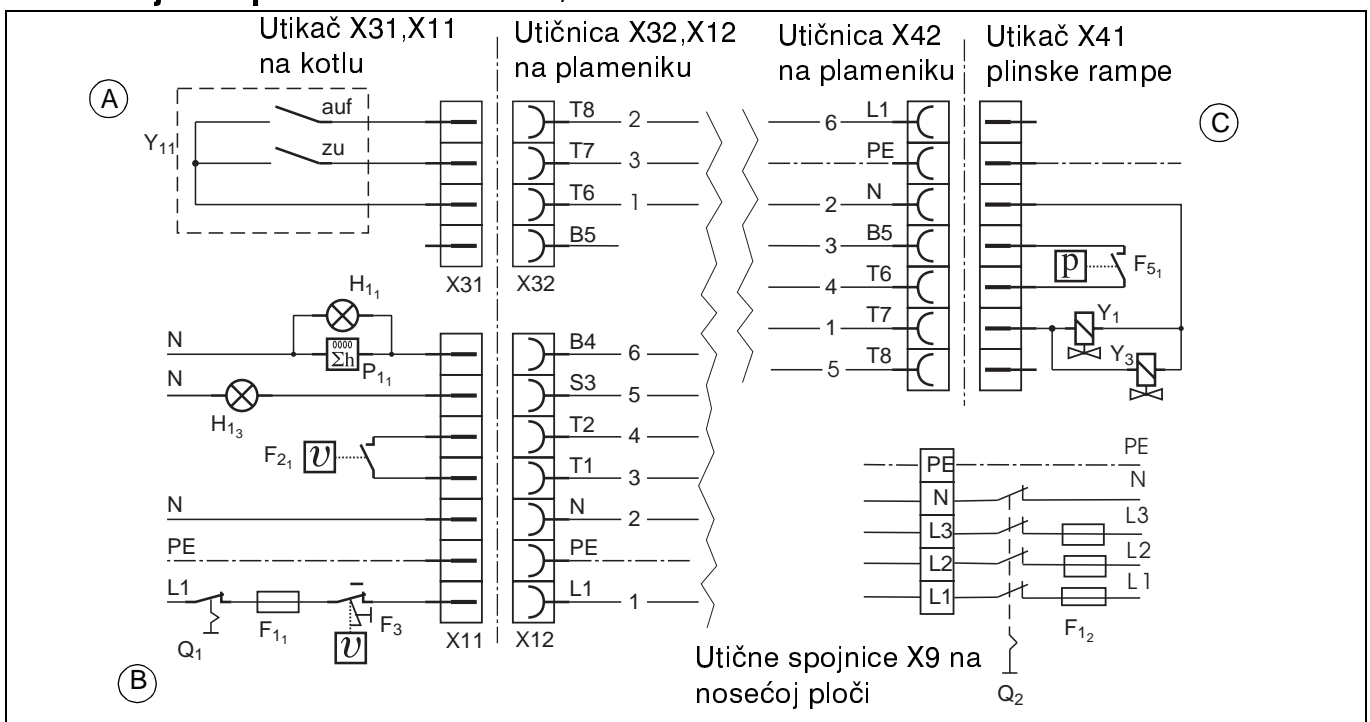 Utikač X31,X11
na kotlu
Utičnica X32,X12
na plameniku
Utičnica X42
na plameniku
Utikač X41
plinske rampe
A
Y11
auf
zu
X31
T8 2
T7 3
T6 1
B5
X32
H11
N
0000
Σh
P11
N
H13
F21
υ
N
PE
L1
Q1
F11
F3
υ
X11
B4 6
S3 5
T2 4
T1 3
N 2
PE
L1 1
X12
B
6 L1
PE
2 N
3 B5
4 T6
1 T7
5 T8
C
p
F51
Y1
Y3
PE PE
N N
L3 L3
L2 L2
L1 L1
F12
Q2
Utične spojnice X9 na
nosećoj ploči